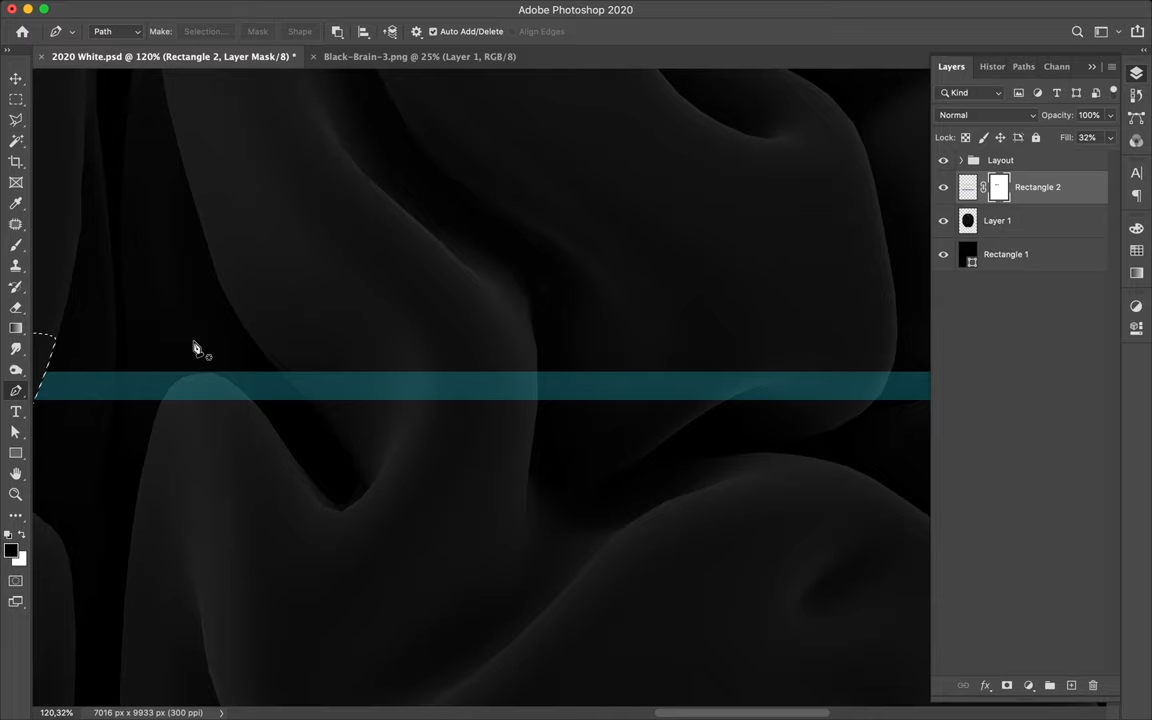 Adobe Photoshop 2020
Path Make: Selection... Mask Shape Auto Add/Delete Align Edges
2020 White.psd @ 120% (Rectangle 2, Layer Mask/8) * Black-Brain-3.png @ 25% (Layer 1, RGB/8)
Layers Histor Paths Chann
Kind
Normal Opacity: 100%
Lock: Fill: 32%
Layout
Rectangle 2
Layer 1
Rectangle 1
120,32% 7016 px x 9933 px (300 ppi)